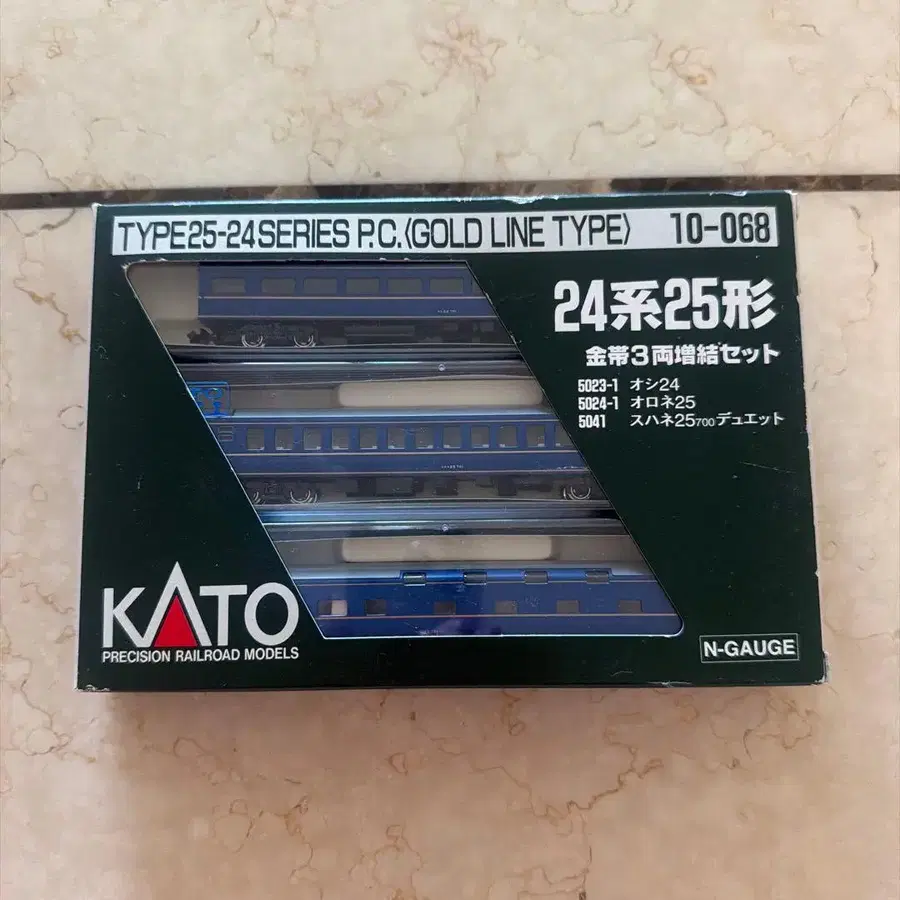 TYPE25-24 SERIES P.C.〈GOLD LINE TYPE〉 10-068
24系25形
金帯3両増結セット
5023-1 オシ24
5024-1 オロネ25
5041 スハネ25700デュエット
KATO
PRECISION RAILROAD MODELS
N-GAUGE